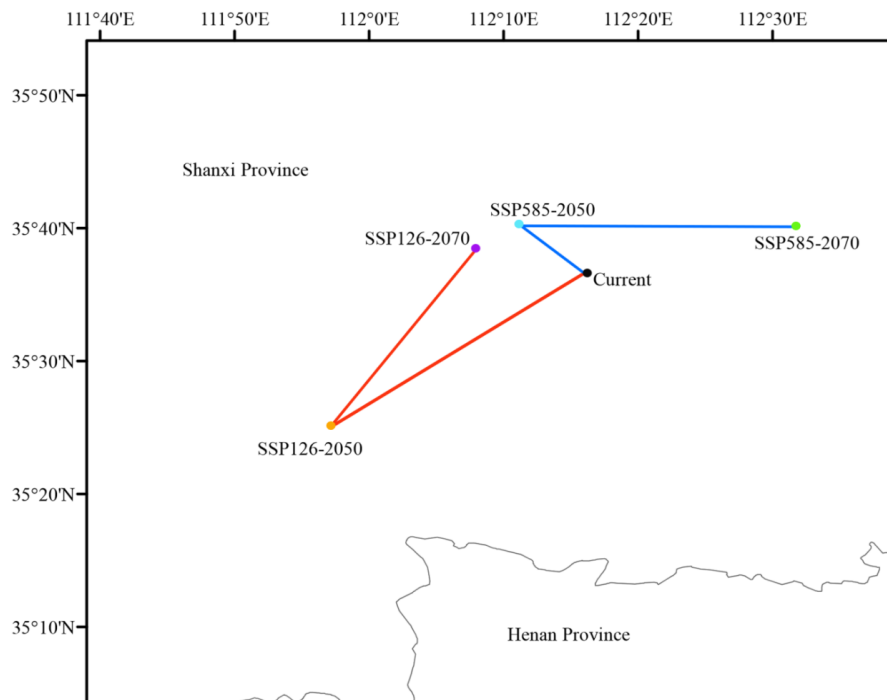 111°40'E 111°50'E 112°0'E 112°10'E 112°20'E 112°30'E
35°50'N
Shanxi Province
SSP585-2050
35°40'N
SSP126-2070
SSP585-2070
Current
35°30'N
SSP126-2050
35°20'N
35°10'N
Henan Province